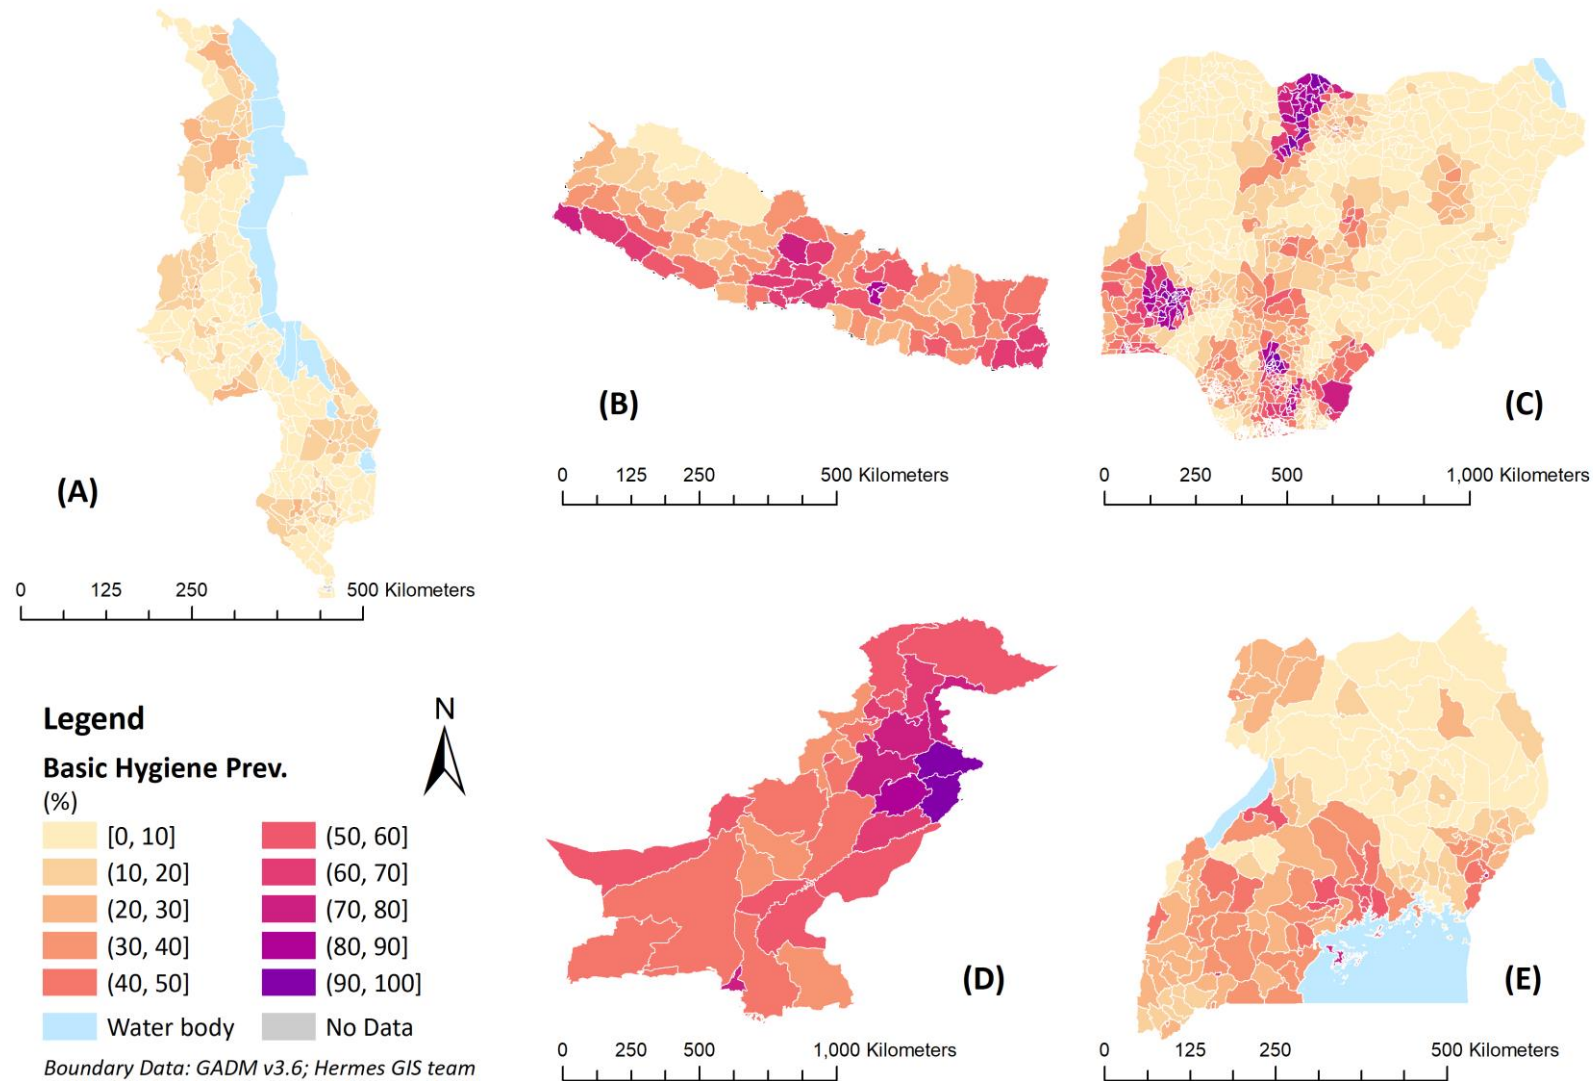 (A)
0 125 250 500 Kilometers
(B)
0 125 250 500 Kilometers
(C)
0 250 500 1,000 Kilometers
Legend
N
Basic Hygiene Prev.
(%)
[0, 10] (50, 60]
(10, 20] (60, 70]
(20, 30] (70, 80]
(30, 40] (80, 90]
(40, 50] (90, 100]
Water body No Data
Boundary Data: GADM v3.6; Hermes GIS team
(D)
0 250 500 1,000 Kilometers
(E)
0 125 250 500 Kilometers